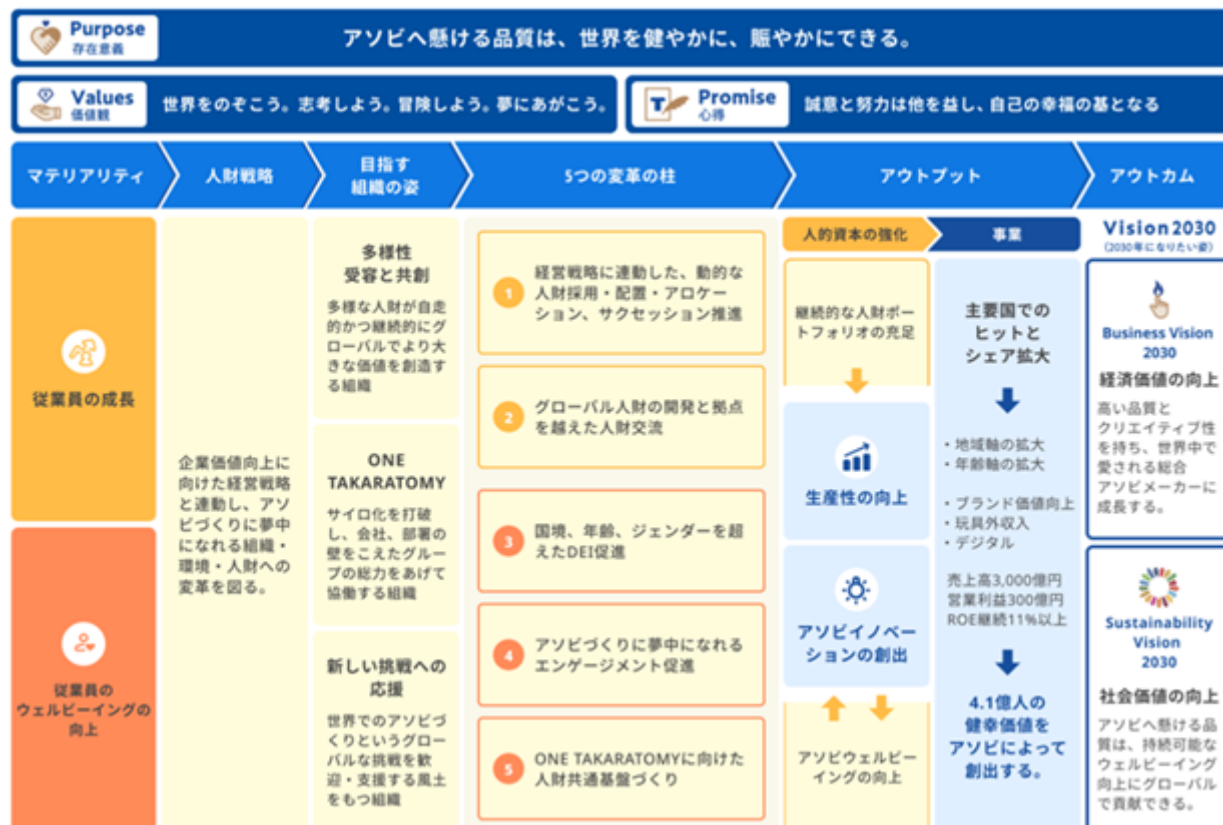 Purpose
存在意義
アソビへ懸ける品質は、世界を健やかに、賑やかにできる。
Values
価値観
世界をのぞこう。志考しよう。冒険しよう。夢にあがこう。
Promise
心得
誠意と努力は他を益し、自己の幸福の基となる
マテリアリティ
人財戦略
目指す
組織の姿
5つの変革の柱
アウトプット
アウトカム
従業員の成長
従業員の
ウェルビーイングの
向上
企業価値向上に
向けた経営戦略
と連動し、アソ
ビづくりに夢中
になれる組織・
環境・人財への
変革を図る。
多様性
受容と共創
多様な人財が自走
的かつ継続的にグ
ローバルでより大
きな価値を創造す
る組織
ONE
TAKARATOMY
サイロ化を打破
し、会社、部署の
壁をこえたグルー
プの総力をあげて
協働する組織
新しい挑戦への
応援
世界でのアソビづ
くりというグロー
バルな挑戦を歓
迎・支援する風土
をもつ組織
1
経営戦略に連動した、動的な
人財採用・配置・アロケー
ション、サクセッション推進
2
グローバル人財の開発と拠点
を越えた人財交流
3
国境、年齢、ジェンダーを超
えたDEI促進
4
アソビづくりに夢中になれる
エンゲージメント促進
5
ONE TAKARATOMYに向けた
人財共通基盤づくり
人的資本の強化
継続的な人財ポー
トフォリオの充足
生産性の向上
アソビイノベー
ションの創出
アソビウェルビー
イングの向上
事業
主要国での
ヒットと
シェア拡大
・地域軸の拡大
・年齢軸の拡大
・ブランド価値向上
・玩具外収入
・デジタル
売上高3,000億円
営業利益300億円
ROE継続11%以上
4.1億人の
健幸価値を
アソビによって
創出する。
Vision2030
(2030年になりたい姿)
Business Vision
2030
経済価値の向上
高い品質と
クリエイティブ性
を持ち、世界中で
愛される総合
アソビメーカーに
成長する。
Sustainability
Vision
2030
社会価値の向上
アソビへ懸ける品
質は、持続可能な
ウェルビーイング
向上にグローバル
で貢献できる。